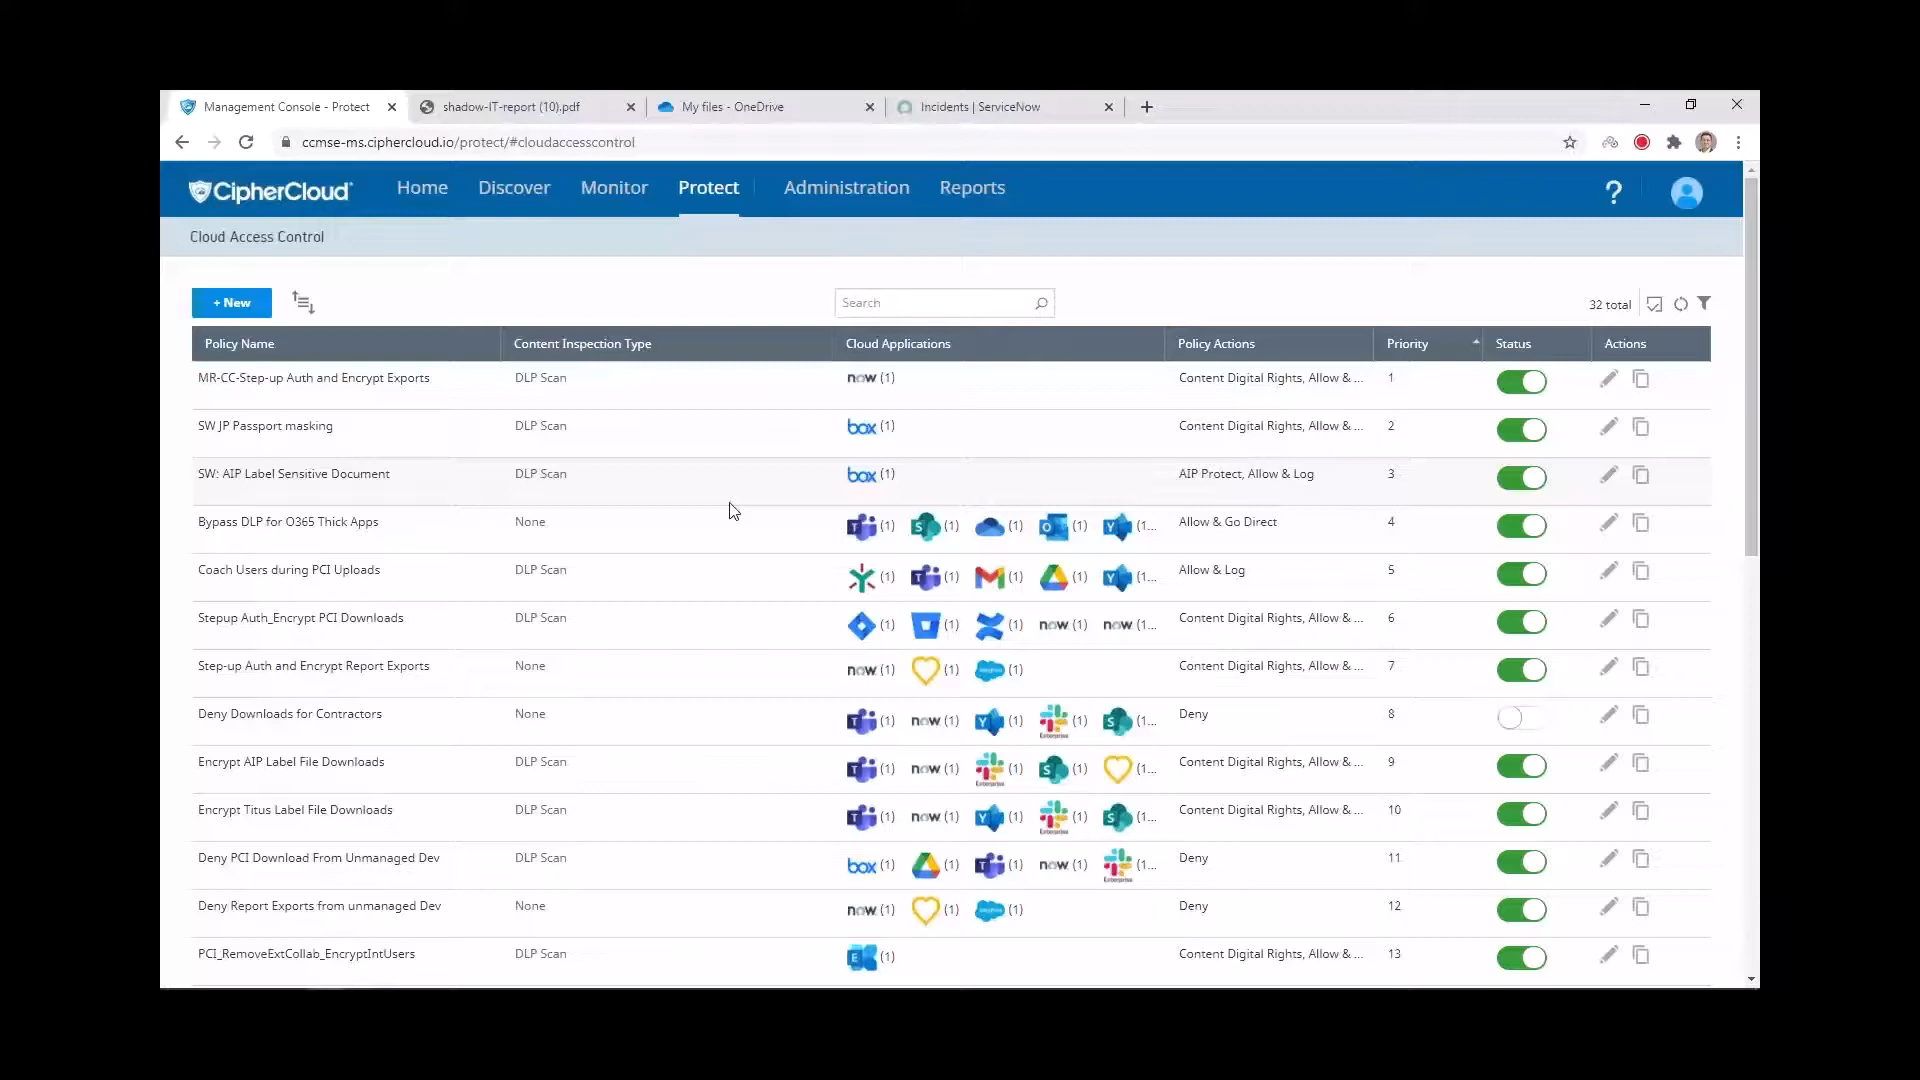 Management Console - Protect
shadow-IT-report (10).pdf
My files - OneDrive
Incidents | ServiceNow
ccmse-ms.ciphercloud.io/protect/#cloudaccesscontrol
CipherCloud Home Discover Monitor Protect Administration Reports ?
Cloud Access Control
+ New Search 32 total
Policy Name Content Inspection Type Cloud Applications Policy Actions Priority Status Actions
MR-CC-Step-up Auth and Encrypt Exports DLP Scan now (1) Content Digital Rights, Allow & ... 1
SW JP Passport masking DLP Scan box (1) Content Digital Rights, Allow & ... 2
SW: AIP Label Sensitive Document DLP Scan box (1) AIP Protect, Allow & Log 3
Bypass DLP for O365 Thick Apps None (1) (1) (1) (1) (1... Allow & Go Direct 4
Coach Users during PCI Uploads DLP Scan (1) (1) (1) (1) (1... Allow & Log 5
Stepup Auth_Encrypt PCI Downloads DLP Scan (1) (1) (1) now (1) now (1... Content Digital Rights, Allow & ... 6
Step-up Auth and Encrypt Report Exports None now (1) (1) (1) Content Digital Rights, Allow & ... 7
Deny Downloads for Contractors None (1) now (1) (1) Enterprise (1) (1... Deny 8
Encrypt AIP Label File Downloads DLP Scan (1) now (1) Enterprise (1) (1) (1... Content Digital Rights, Allow & ... 9
Encrypt Titus Label File Downloads DLP Scan (1) now (1) (1) Enterprise (1) (1... Content Digital Rights, Allow & ... 10
Deny PCI Download From Unmanaged Dev DLP Scan box (1) (1) (1) now (1) Enterprise (1... Deny 11
Deny Report Exports from unmanaged Dev None now (1) (1) (1) Deny 12
PCI_RemoveExtCollab_EncryptIntUsers DLP Scan (1) Content Digital Rights, Allow & ... 13